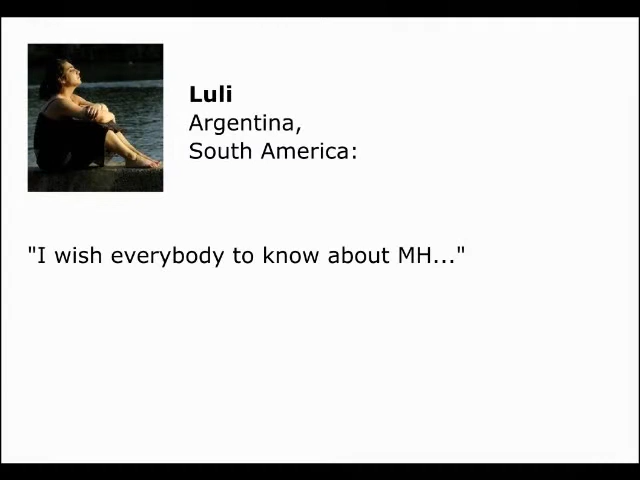 Luli
Argentina,
South America:
"I wish everybody to know about MH..."